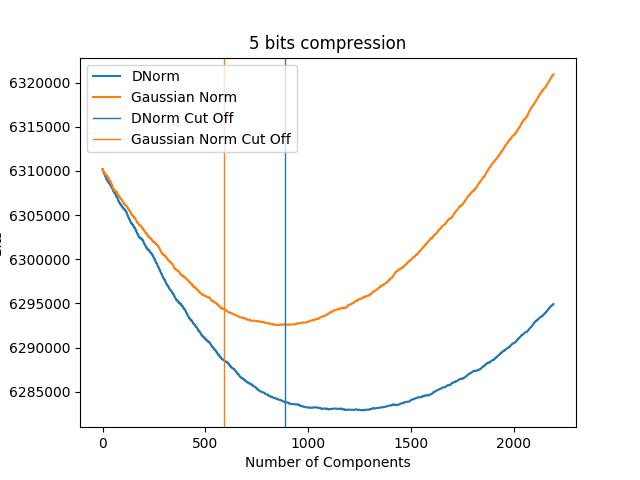 5 bits compression
DNorm
Gaussian Norm
DNorm Cut Off
Gaussian Norm Cut Off
6320000
6315000
6310000
6305000
6300000
6295000
6290000
6285000
0 500 1000 1500 2000
Number of Components